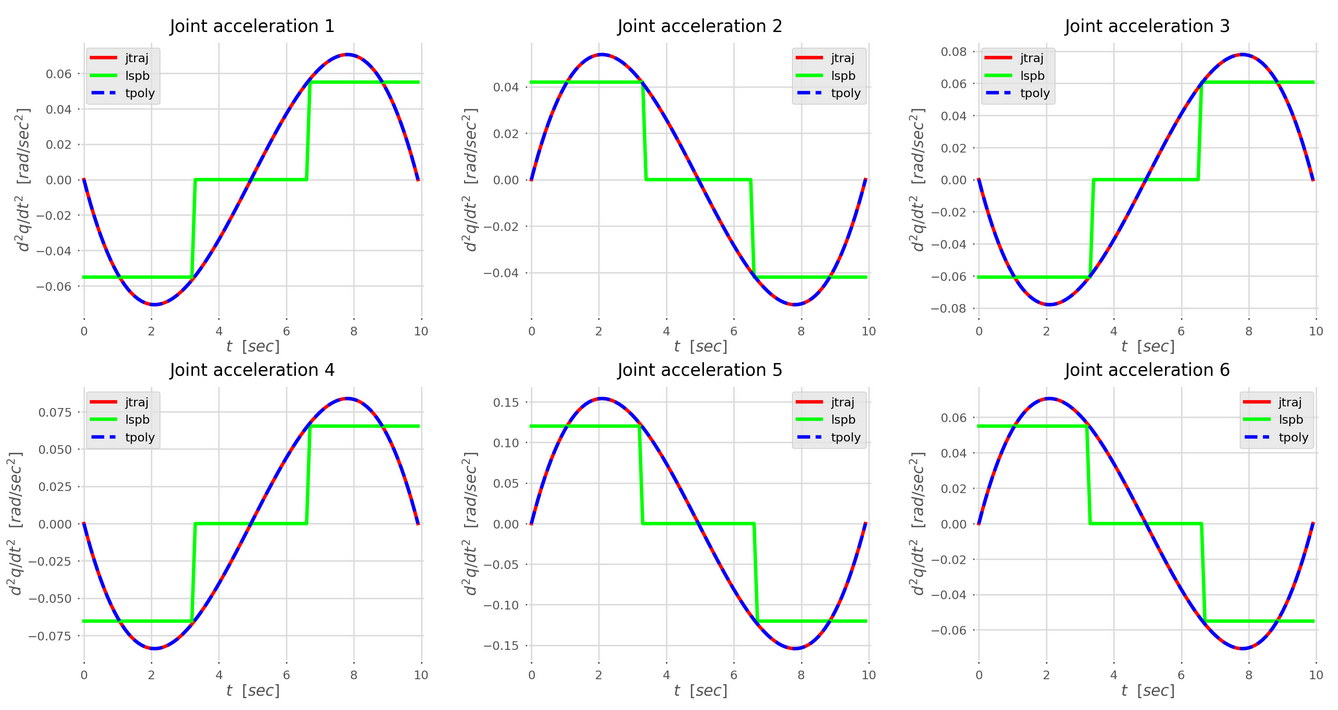 Joint acceleration 1
jtraj
lspb
tpoly
d²q/dt² [rad/sec²]
0.06
0.04
0.02
0.00
−0.02
−0.04
−0.06
0 2 4 6 8 10
t [sec]
Joint acceleration 2
jtraj
lspb
tpoly
d²q/dt² [rad/sec²]
0.04
0.02
0.00
−0.02
−0.04
0 2 4 6 8 10
t [sec]
Joint acceleration 3
jtraj
lspb
tpoly
d²q/dt² [rad/sec²]
0.08
0.06
0.04
0.02
0.00
−0.02
−0.04
−0.06
−0.08
0 2 4 6 8 10
t [sec]
Joint acceleration 4
jtraj
lspb
tpoly
d²q/dt² [rad/sec²]
0.075
0.050
0.025
0.000
−0.025
−0.050
−0.075
0 2 4 6 8 10
t [sec]
Joint acceleration 5
jtraj
lspb
tpoly
d²q/dt² [rad/sec²]
0.15
0.10
0.05
0.00
−0.05
−0.10
−0.15
0 2 4 6 8 10
t [sec]
Joint acceleration 6
jtraj
lspb
tpoly
d²q/dt² [rad/sec²]
0.06
0.04
0.02
0.00
−0.02
−0.04
−0.06
0 2 4 6 8 10
t [sec]